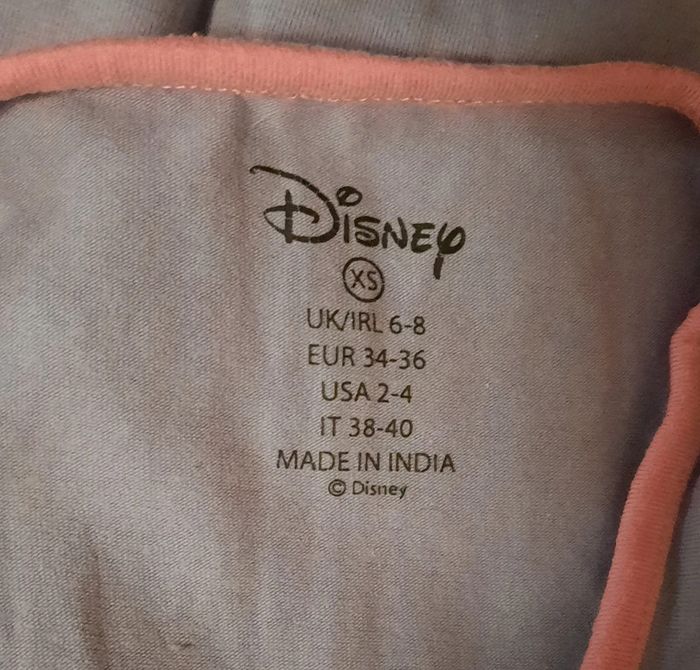 Disney
XS
UK/IRL 6-8
EUR 34-36
USA 2-4
IT 38-40
MADE IN INDIA
© Disney